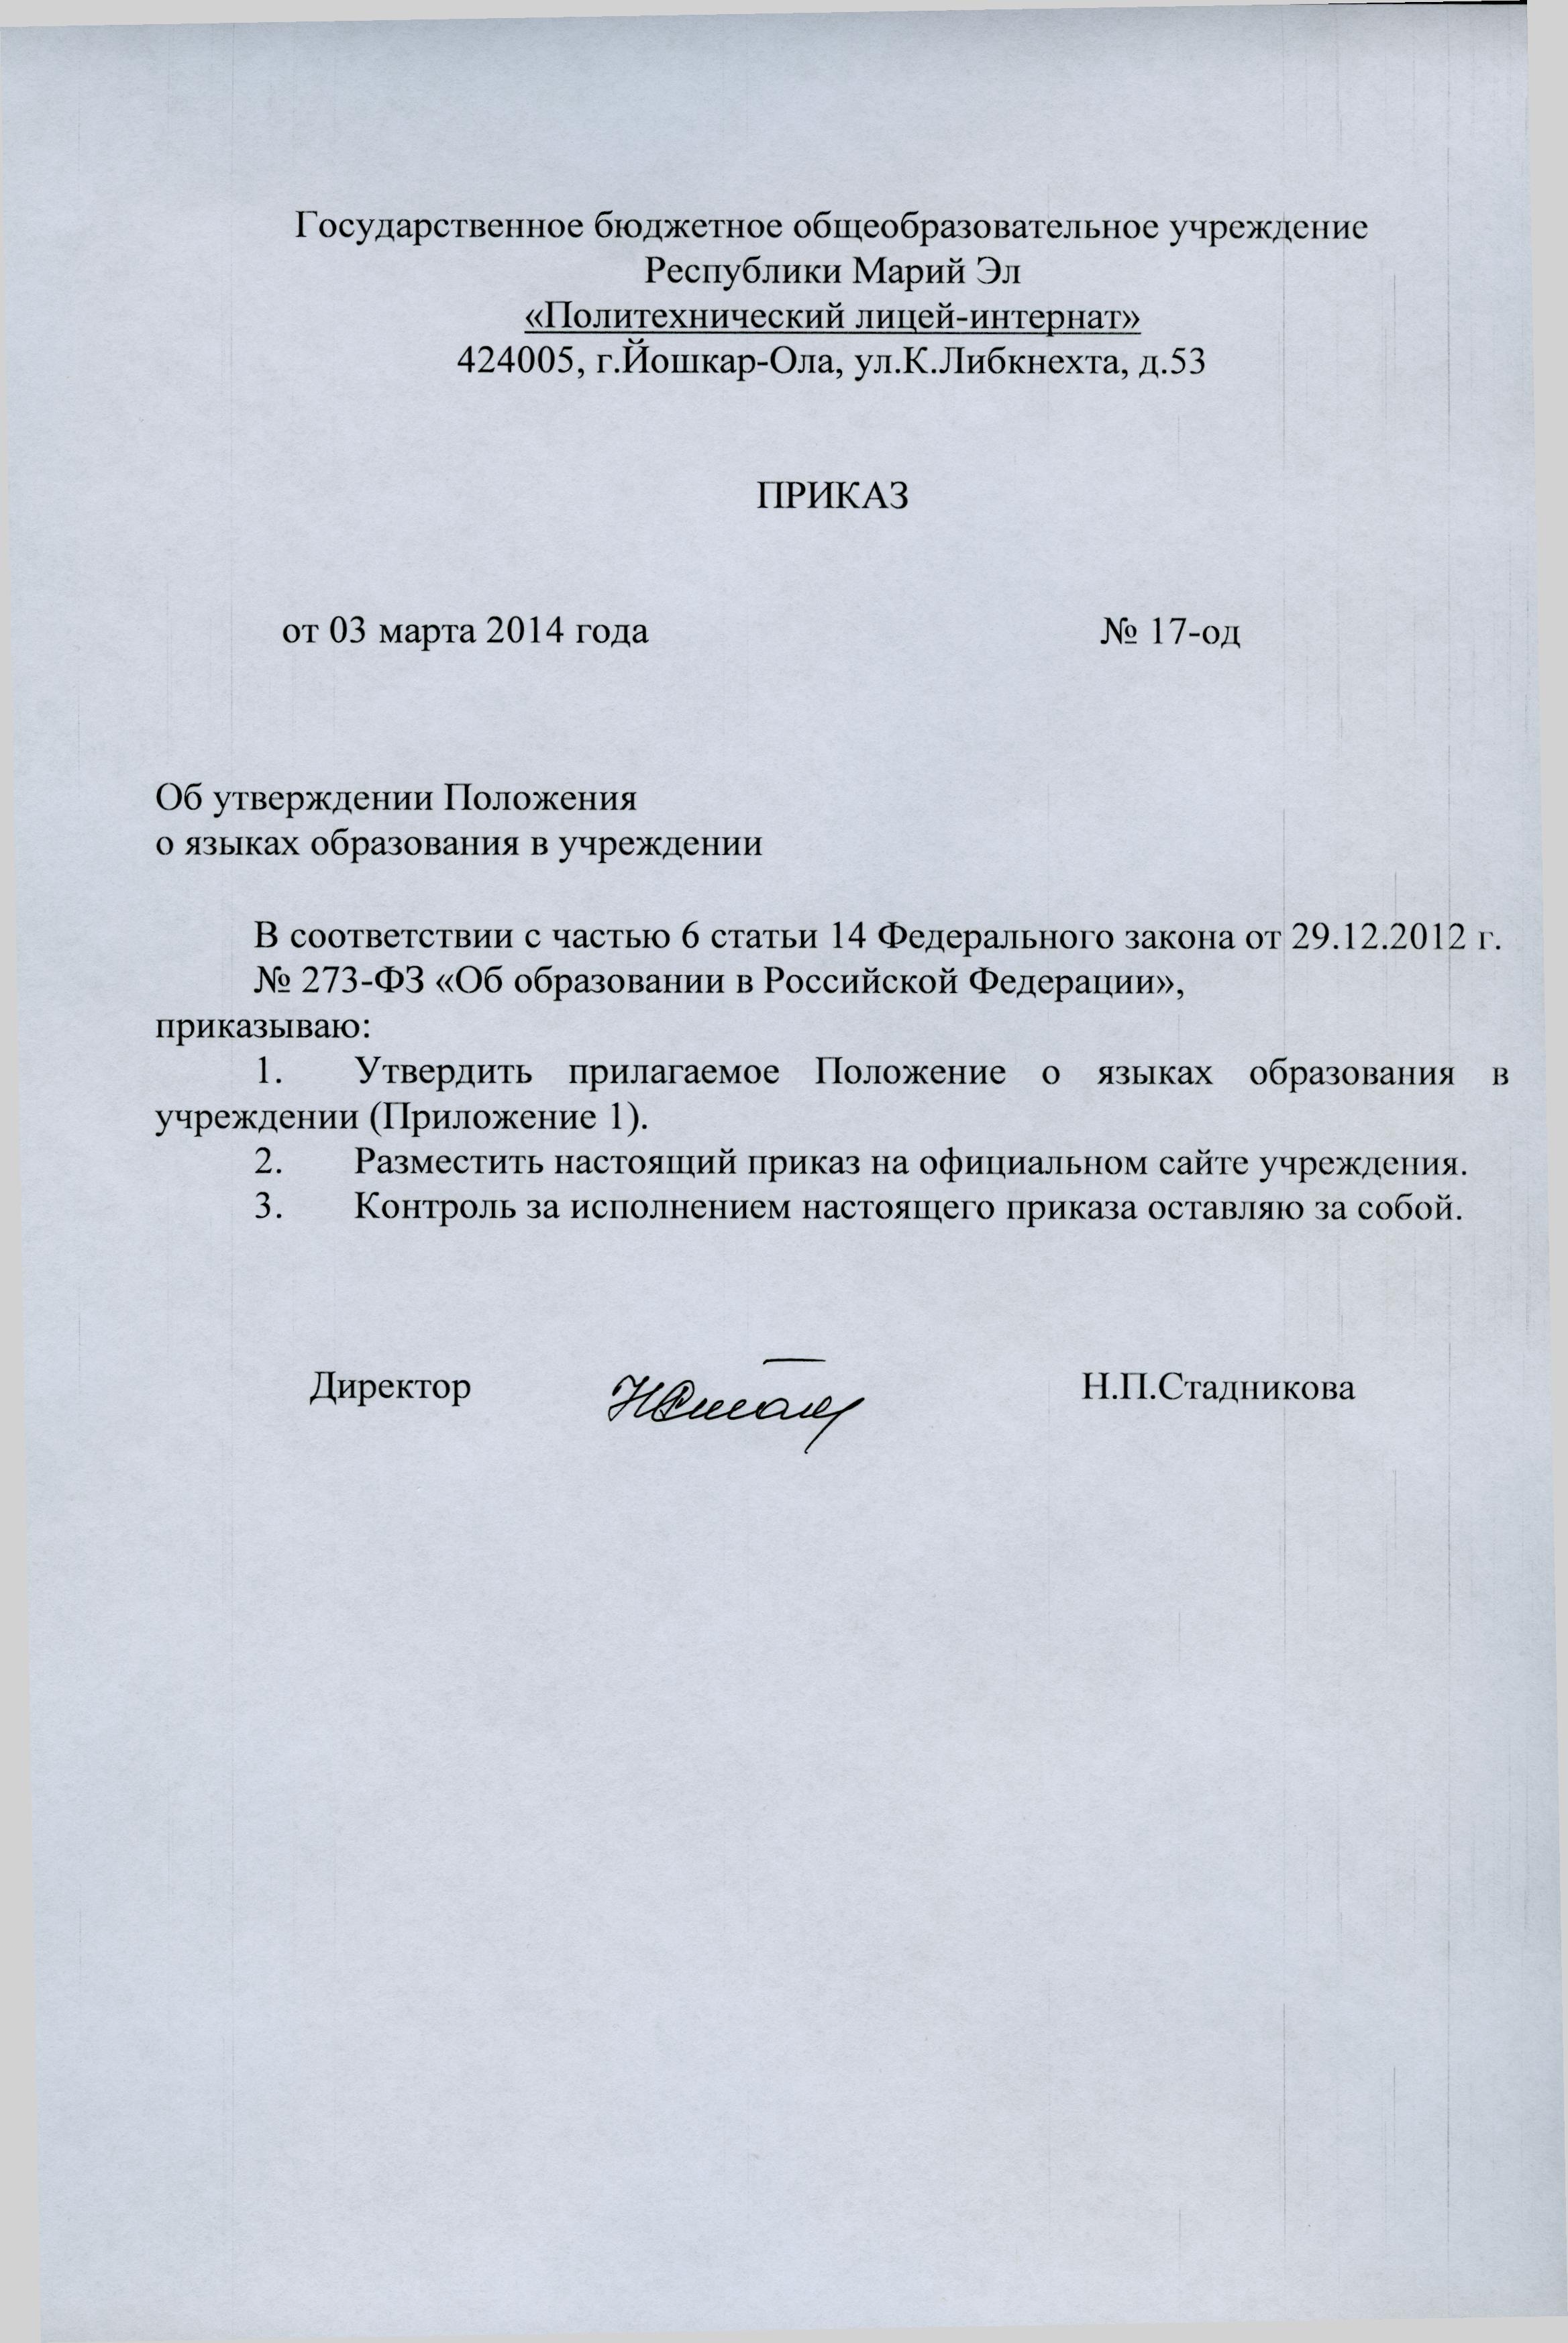 Государственное бюджетное общеобразовательное учреждение
Республики Марий Эл
«Политехнический лицей-интернат»
424005, г.Йошкар-Ола, ул.К.Либкнехта, д.53
ПРИКАЗ
от 03 марта 2014 года № 17-од
Об утверждении Положения
о языках образования в учреждении
В соответствии с частью 6 статьи 14 Федерального закона от 29.12.2012 г.
№ 273-ФЗ «Об образовании в Российской Федерации»,
приказываю:
1. Утвердить прилагаемое Положение о языках образования в
учреждении (Приложение 1).
2. Разместить настоящий приказ на официальном сайте учреждения.
3. Контроль за исполнением настоящего приказа оставляю за собой.
Директор Н.П.Стадникова